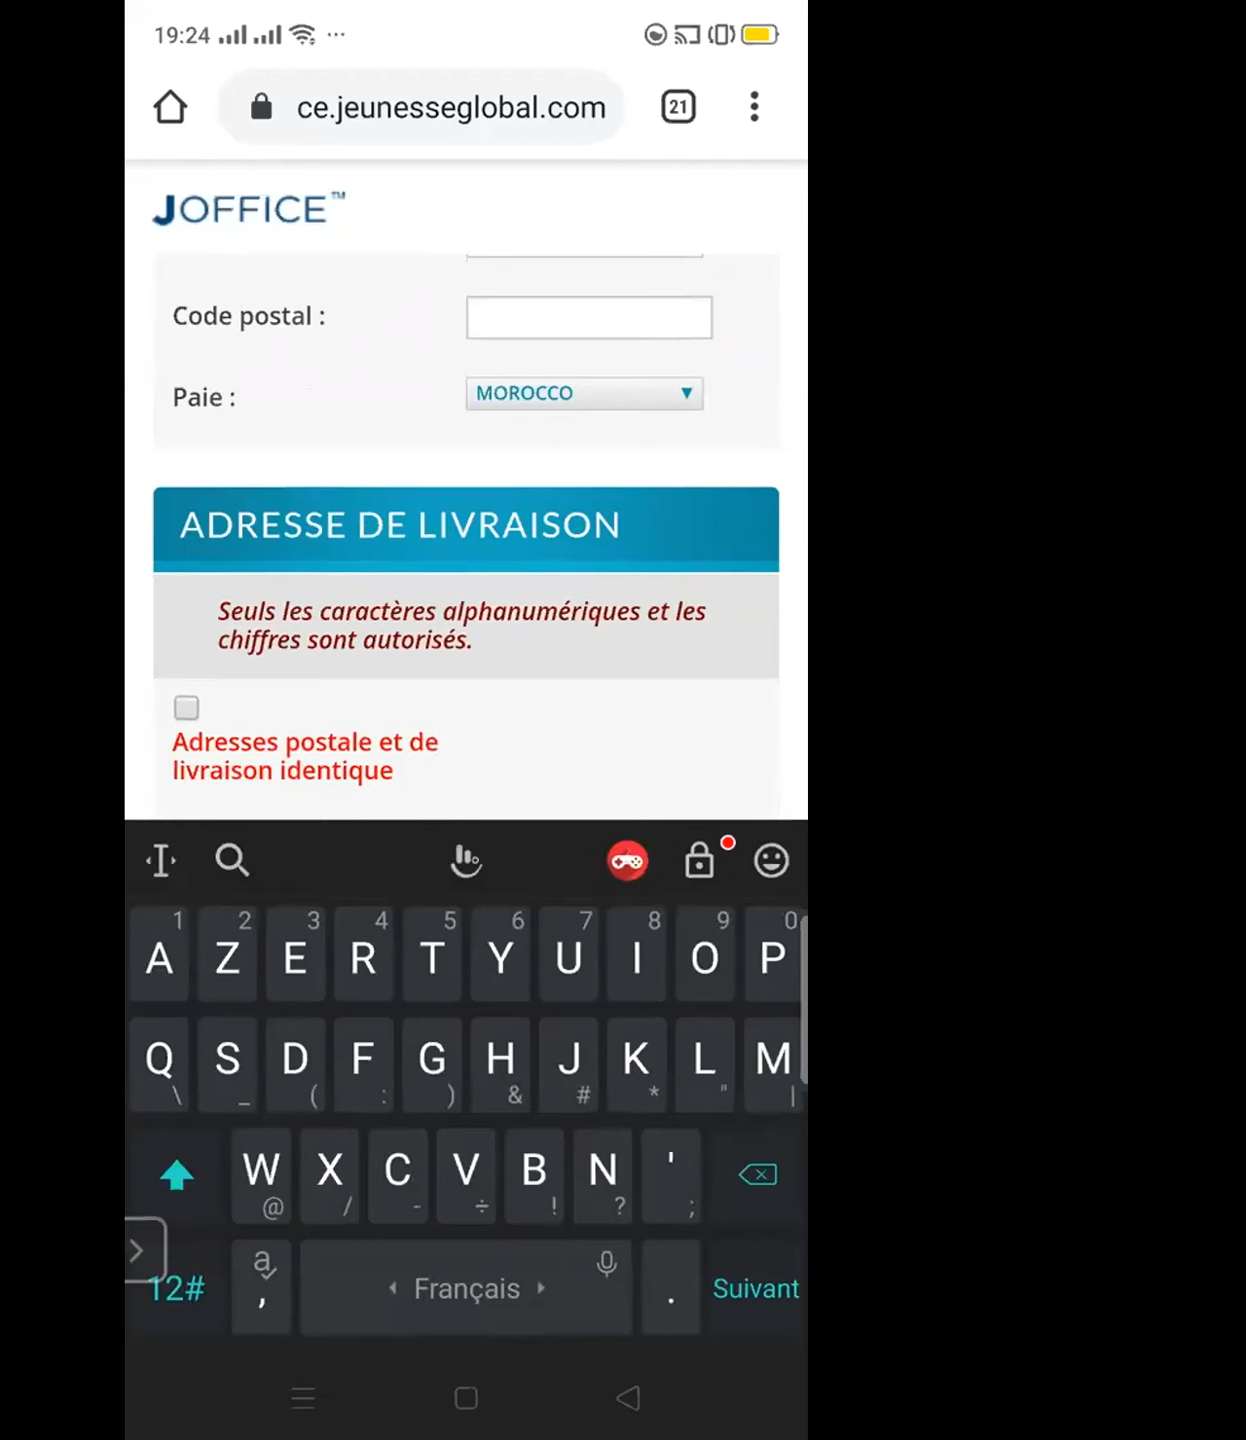 19:24
ce.jeunesseglobal.com
21
JOFFICE™
Code postal :
Paie :
MOROCCO
ADRESSE DE LIVRAISON
Seuls les caractères alphanumériques et les
chiffres sont autorisés.
Adresses postale et de
livraison identique
1 2 3 4 5 6 7 8 9 0
A Z E R T Y U I O P
Q S D F G H J K L M
\ _ ( : ) & # * " |
W X C V B N '
@ / - ÷ ! ? ;
12# a , Français . Suivant